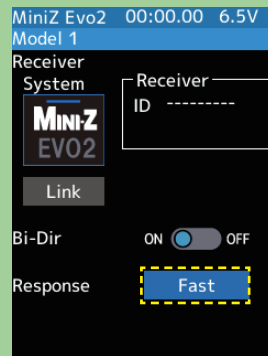 MiniZ Evo2 00:00.00 6.5V
Model 1
Receiver
System
Receiver
ID ---------
MINI-Z
EVO2
Link
Bi-Dir ON OFF
Response Fast